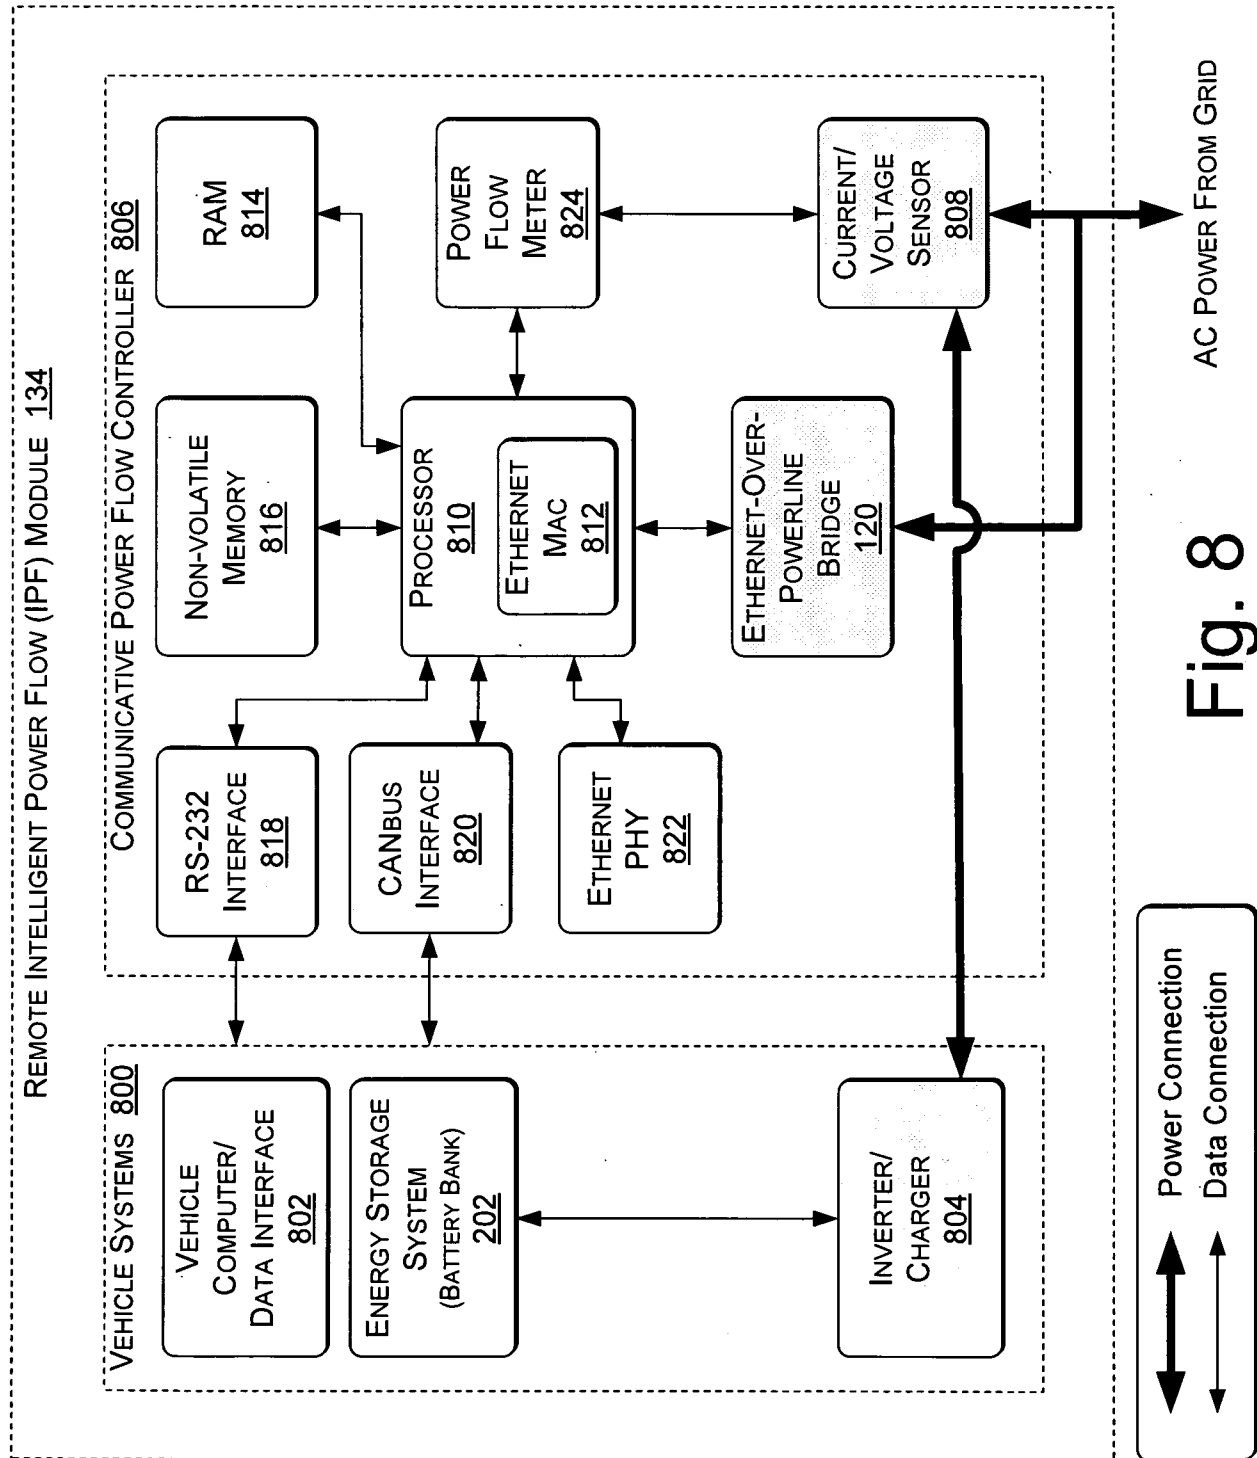 REMOTE INTELLIGENT POWER FLOW (IPF) MODULE 134
VEHICLE SYSTEMS 800
VEHICLE
COMPUTER/
DATA INTERFACE
802
ENERGY STORAGE
SYSTEM
(BATTERY BANK)
202
INVERTER/
CHARGER
804
COMMUNICATIVE POWER FLOW CONTROLLER 806
RS-232
INTERFACE
818
CANBUS
INTERFACE
820
ETHERNET
PHY
822
NON-VOLATILE
MEMORY
816
RAM
814
PROCESSOR
810
ETHERNET
MAC
812
POWER
FLOW
METER
824
ETHERNET-OVER-
POWERLINE
BRIDGE
120
CURRENT/
VOLTAGE
SENSOR
808
AC POWER FROM GRID
Power Connection
Data Connection
Fig. 8